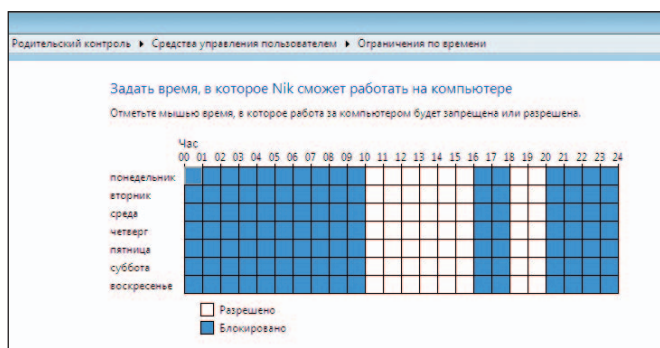 Родительский контроль ▸ Средства управления пользователем ▸ Ограничения по времени
Задать время, в которое Nik сможет работать на компьютере
Отметьте мышью время, в которое работа за компьютером будет запрещена или разрешена.
Час
00 01 02 03 04 05 06 07 08 09 10 11 12 13 14 15 16 17 18 19 20 21 22 23 24
понедельник
вторник
среда
четверг
пятница
суббота
воскресенье
Разрешено
Блокировано